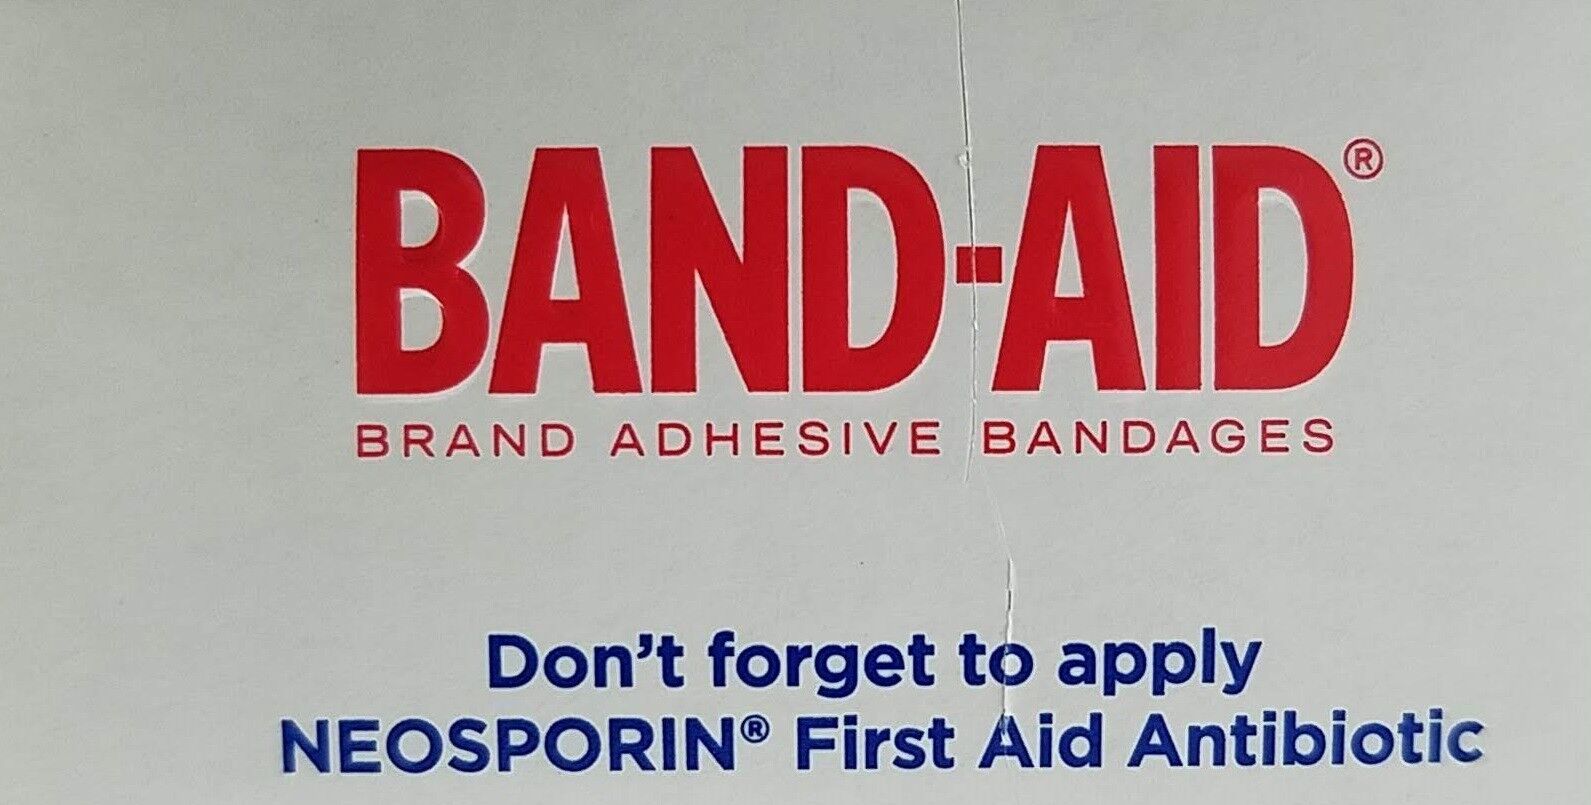 BAND-AID®
BRAND ADHESIVE BANDAGES
Don't forget to apply
NEOSPORIN® First Aid Antibiotic